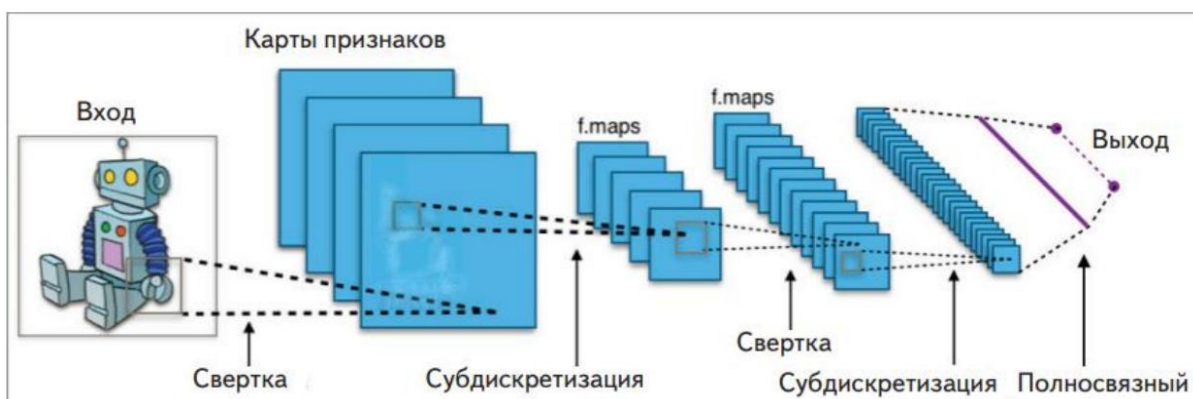 Карты признаков
Вход
f.maps
f.maps
Выход
Свертка
Субдискретизация
Свертка
Субдискретизация
Полносвязный